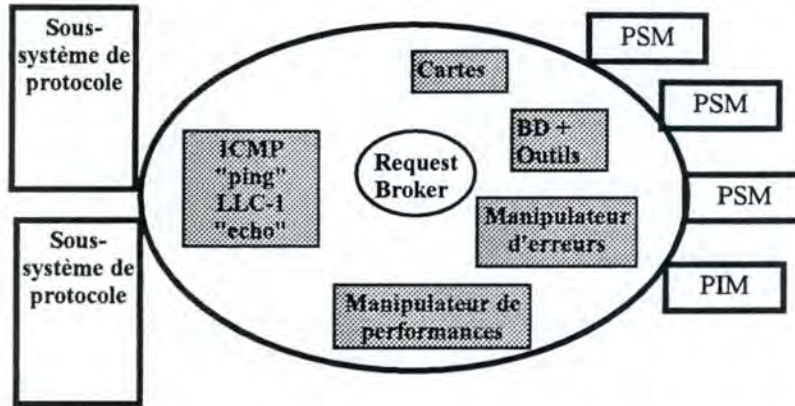 Sous-
système de
protocole
Sous-
système de
protocole
ICMP
"ping"
LLC-1
"echo"
Cartes
Request
Broker
BD +
Outils
Manipulateur
d'erreurs
Manipulateur de
performances
PSM
PSM
PSM
PIM